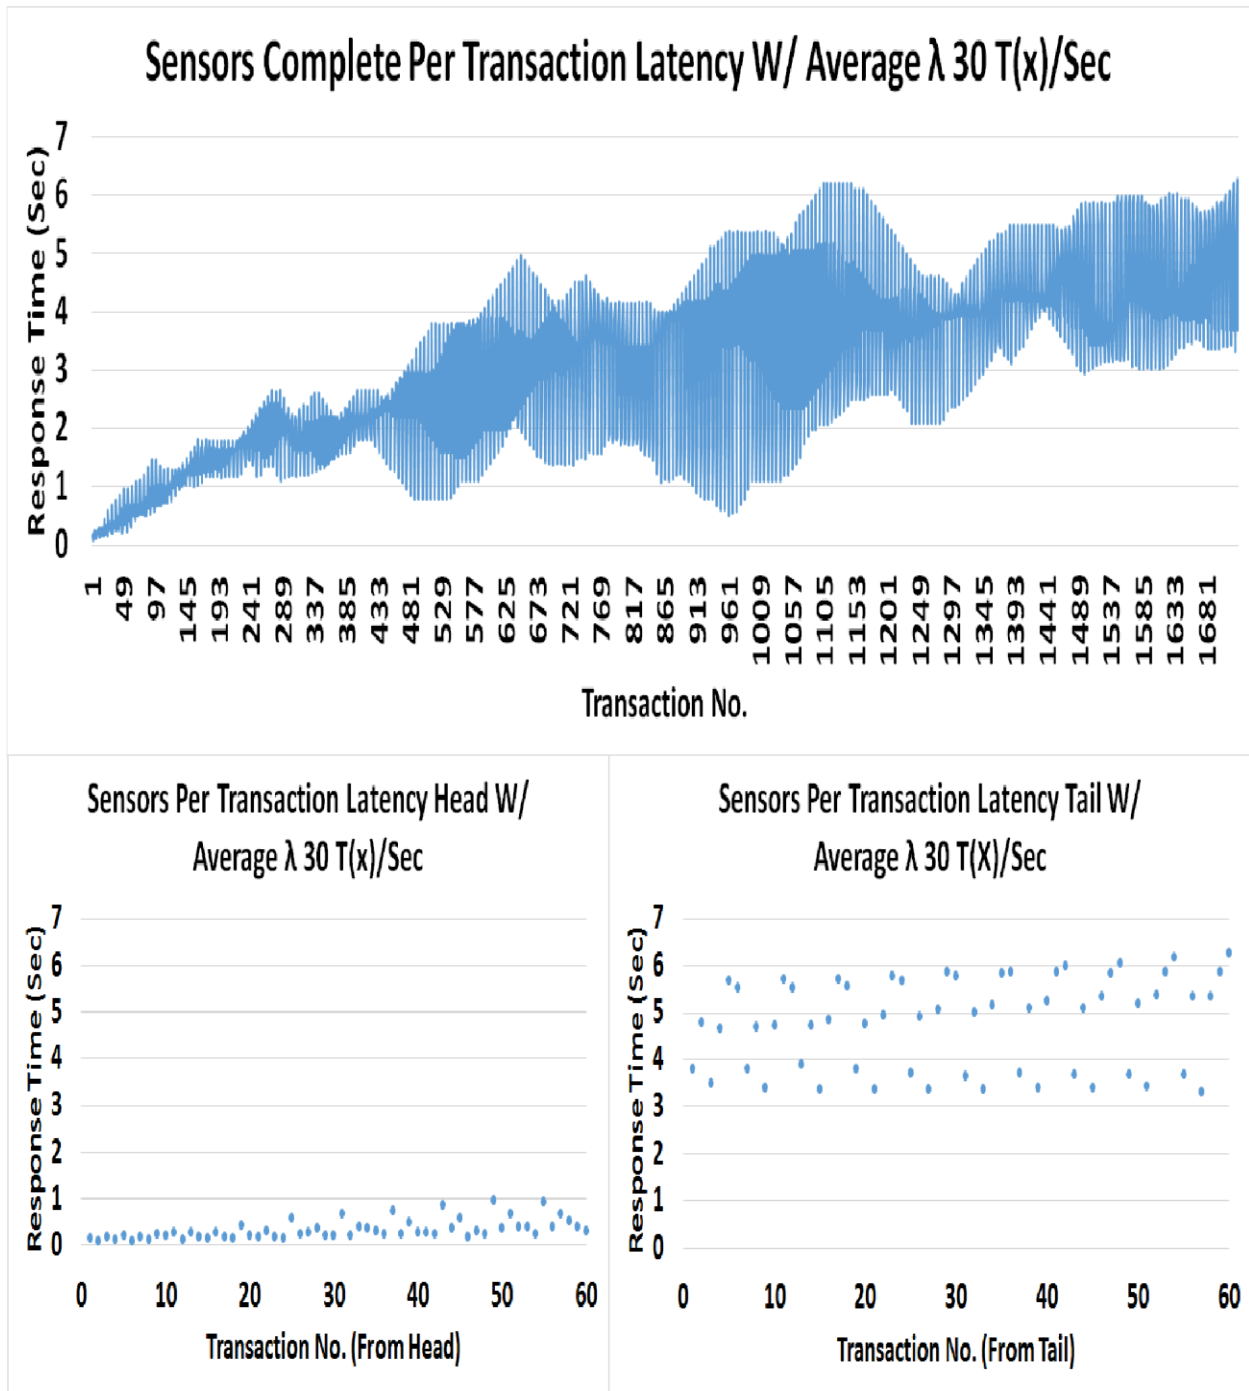 Sensors Complete Per Transaction Latency W/ Average λ 30 T(x)/Sec
Response Time (Sec)
7
6
5
4
3
2
1
0
1 49 97 145 193 241 289 337 385 433 481 529 577 625 673 721 769 817 865 913 961 1009 1057 1105 1153 1201 1249 1297 1345 1393 1441 1489 1537 1585 1633 1681
Transaction No.
Sensors Per Transaction Latency Head W/
Average λ 30 T(x)/Sec
Response Time (Sec)
7
6
5
4
3
2
1
0
0 10 20 30 40 50 60
Transaction No. (From Head)
Sensors Per Transaction Latency Tail W/
Average λ 30 T(X)/Sec
Response Time (Sec)
7
6
5
4
3
2
1
0
0 10 20 30 40 50 60
Transaction No. (From Tail)